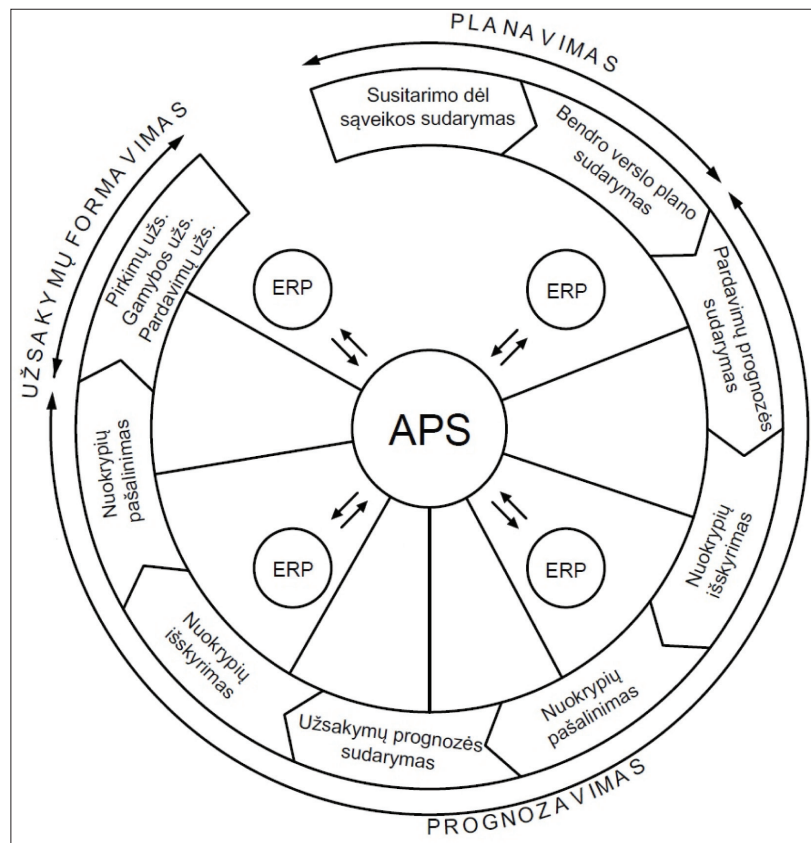 PLANAVIMAS
Susitarimo dėl
sąveikos sudarymas
Bendro verslo plano
sudarymas
Pardavimų prognozės
sudarymas
Nuokrypių
išskyrimas
Nuokrypių
pašalinimas
Užsakymų prognozės
sudarymas
Nuokrypių
išskyrimas
Nuokrypių
pašalinimas
Pirkimų užs.
Gamybos užs.
Pardavimų užs.
UŽSAKYMŲ FORMAVIMAS
PROGNOZAVIMAS
ERP
ERP
APS
ERP
ERP